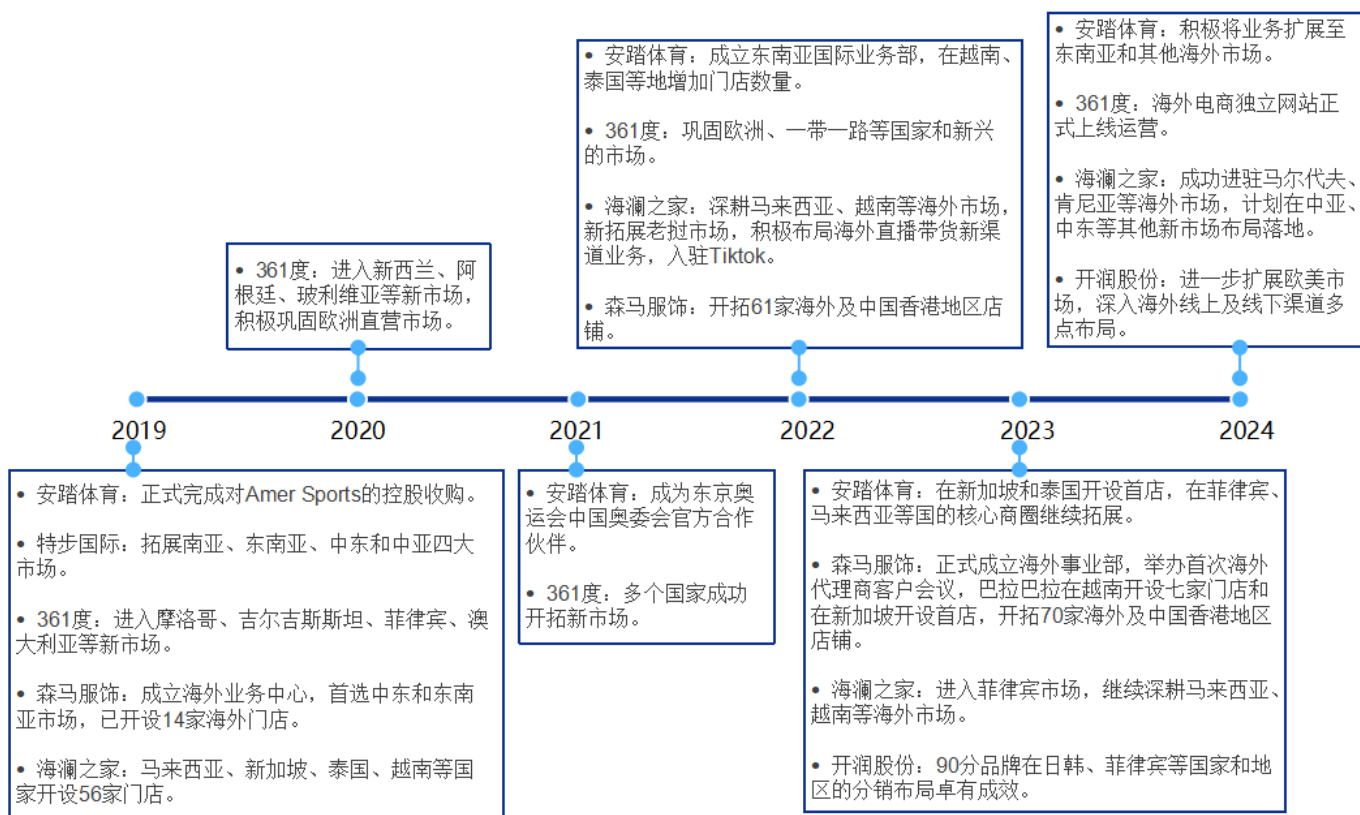 • 361度：进入新西兰、阿
根廷、玻利维亚等新市场，
积极巩固欧洲直营市场。
• 安踏体育：成立东南亚国际业务部，在越南、
泰国等地增加门店数量。
• 361度：巩固欧洲、一带一路等国家和新兴
的市场。
• 海澜之家：深耕马来西亚、越南等海外市场，
新拓展老挝市场，积极布局海外直播带货新渠
道业务，入驻Tiktok。
• 森马服饰：开拓61家海外及中国香港地区店
铺。
• 安踏体育：积极将业务扩展至
东南亚和其他海外市场。
• 361度：海外电商独立网站正
式上线运营。
• 海澜之家：成功进驻马尔代夫、
肯尼亚等海外市场，计划在中亚、
中东等其他新市场布局落地。
• 开润股份：进一步扩展欧美市
场，深入海外线上及线下渠道多
点布局。
2019
2020
2021
2022
2023
2024
• 安踏体育：正式完成对Amer Sports的控股收购。
• 特步国际：拓展南亚、东南亚、中东和中亚四大
市场。
• 361度：进入摩洛哥、吉尔吉斯斯坦、菲律宾、澳
大利亚等新市场。
• 森马服饰：成立海外业务中心，首选中东和东南
亚市场，已开设14家海外门店。
• 海澜之家：马来西亚、新加坡、泰国、越南等国
家开设56家门店。
• 安踏体育：成为东京奥
运会中国奥委会官方合作
伙伴。
• 361度：多个国家成功
开拓新市场。
• 安踏体育：在新加坡和泰国开设首店，在菲律宾、
马来西亚等国的核心商圈继续拓展。
• 森马服饰：正式成立海外事业部，举办首次海外
代理商客户会议，巴拉巴拉在越南开设七家门店和
在新加坡开设首店，开拓70家海外及中国香港地区
店铺。
• 海澜之家：进入菲律宾市场，继续深耕马来西亚、
越南等海外市场。
• 开润股份：90分品牌在日韩、菲律宾等国家和地
区的分销布局卓有成效。